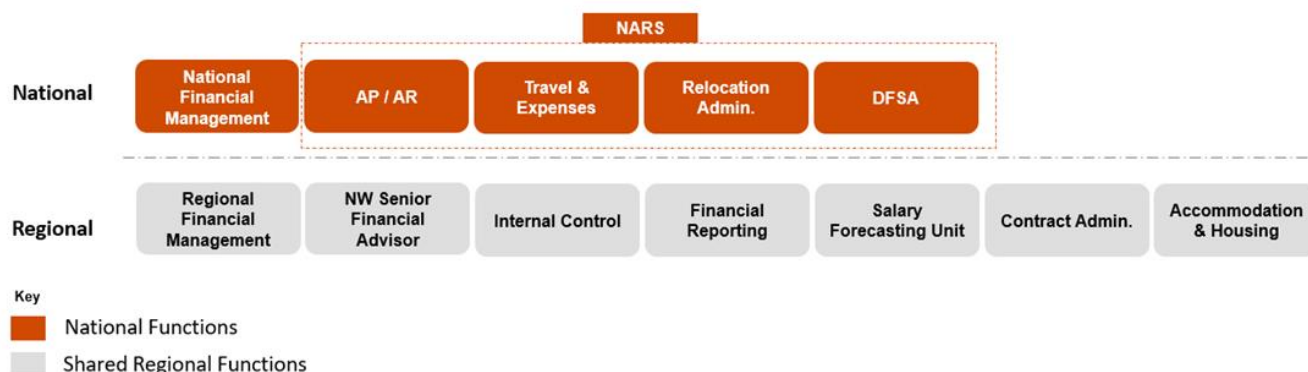 NARS
National
National
Financial
Management
AP / AR
Travel &
Expenses
Relocation
Admin.
DFSA
Regional
Regional
Financial
Management
NW Senior
Financial
Advisor
Internal Control
Financial
Reporting
Salary
Forecasting Unit
Contract Admin.
Accommodation
& Housing
Key
National Functions
Shared Regional Functions